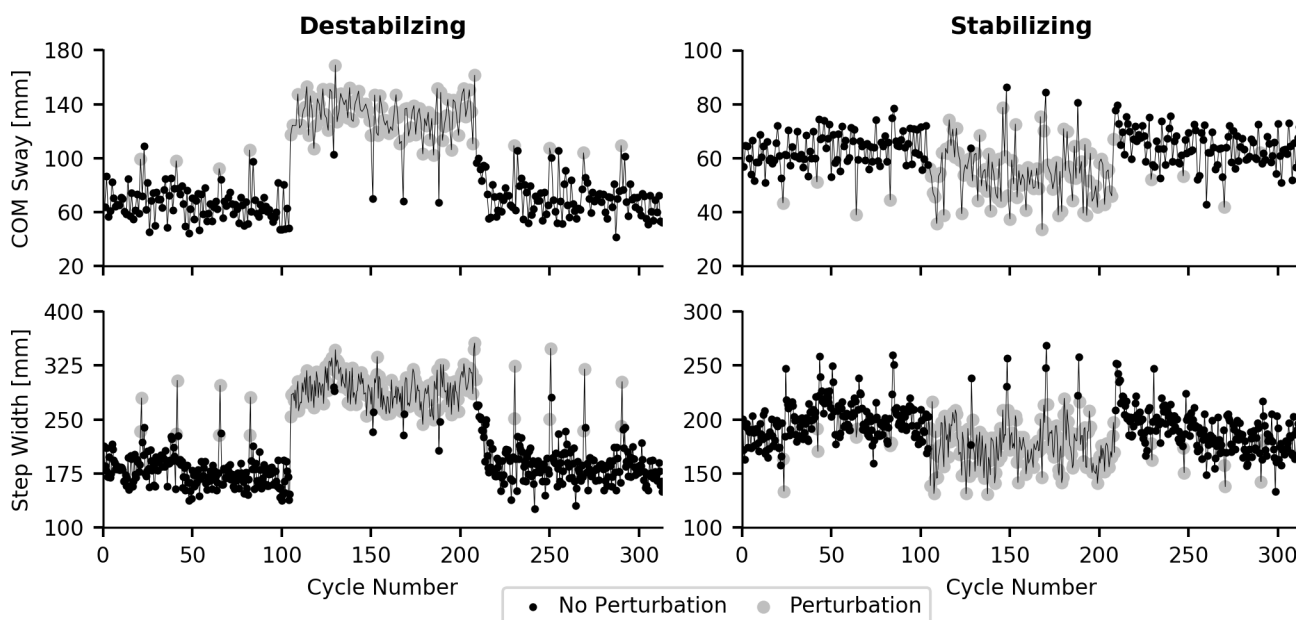 Destabilzing
Stabilizing
COM Sway [mm]
180
140
100
60
20
100
80
60
40
20
Step Width [mm]
400
325
250
175
100
300
250
200
150
100
0 50 100 150 200 250 300
0 50 100 150 200 250 300
Cycle Number
Cycle Number
No Perturbation Perturbation